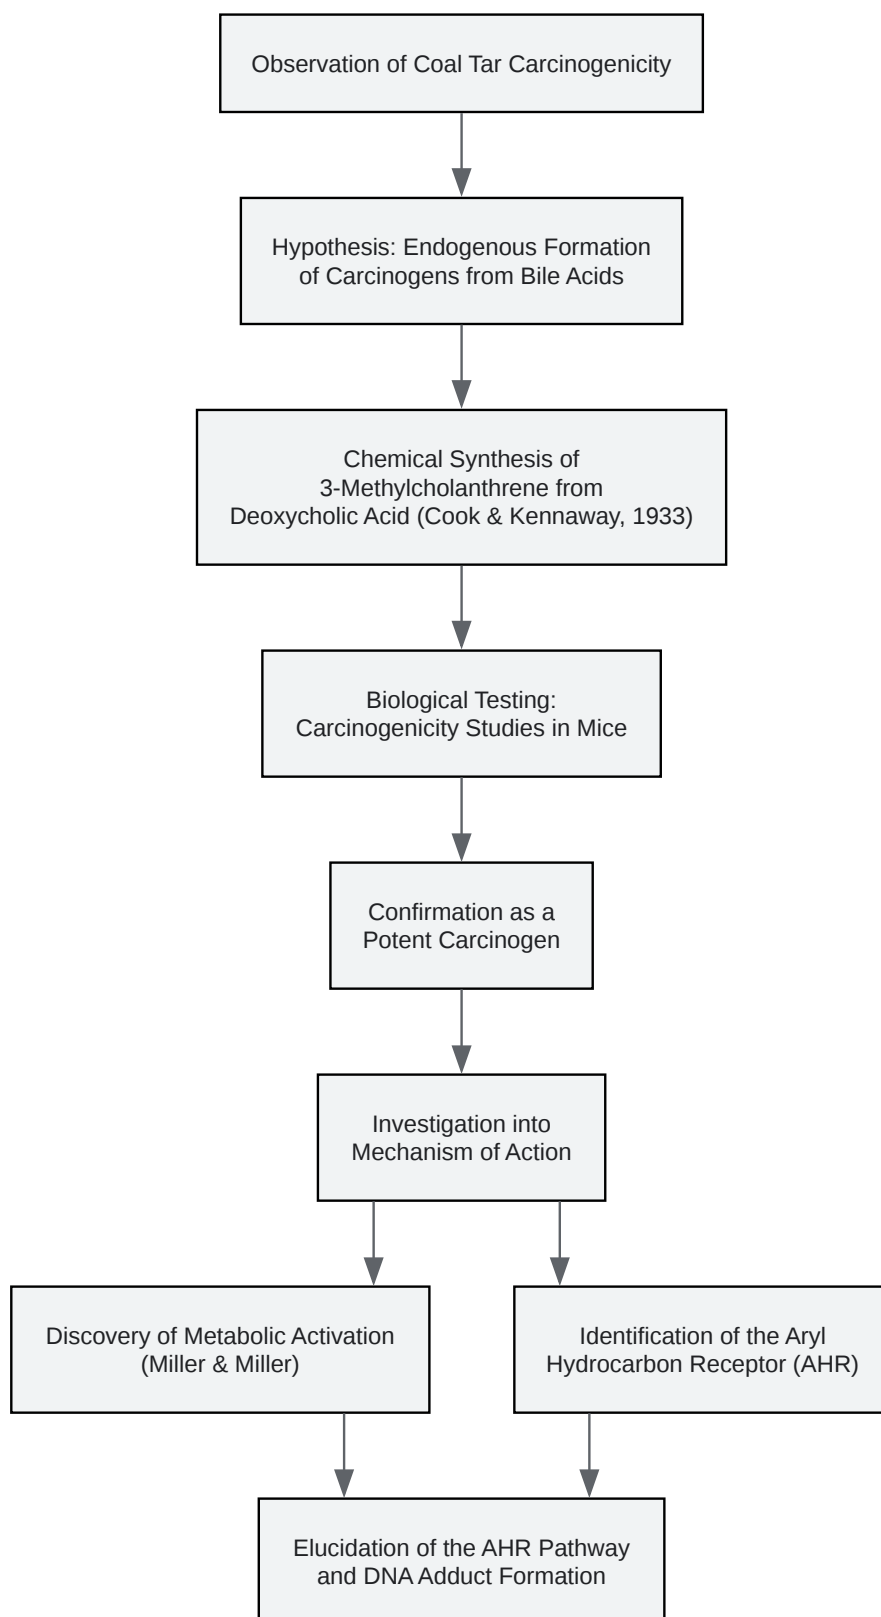 Observation of Coal Tar Carcinogenicity
Hypothesis: Endogenous Formation
of Carcinogens from Bile Acids
Chemical Synthesis of
3-Methylcholanthrene from
Deoxycholic Acid (Cook & Kennaway, 1933)
Biological Testing:
Carcinogenicity Studies in Mice
Confirmation as a
Potent Carcinogen
Investigation into
Mechanism of Action
Discovery of Metabolic Activation
(Miller & Miller)
Identification of the Aryl
Hydrocarbon Receptor (AHR)
Elucidation of the AHR Pathway
and DNA Adduct Formation